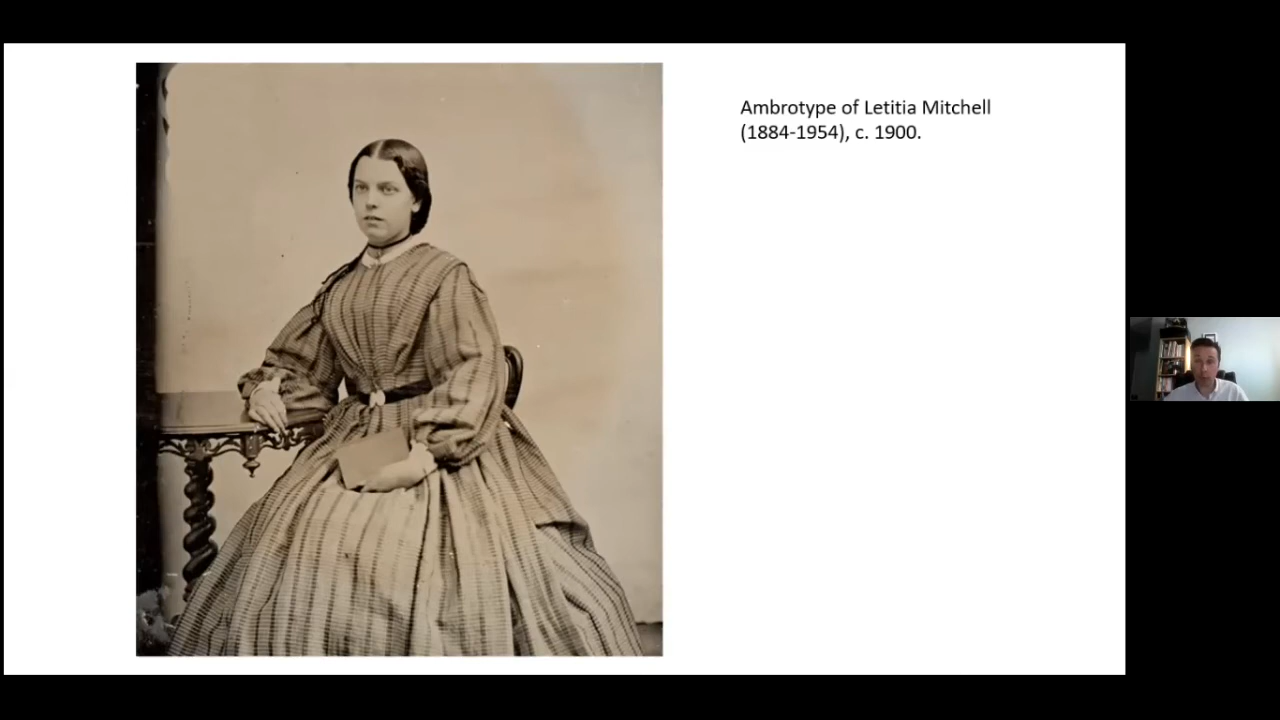 Ambrotype of Letitia Mitchell
(1884-1954), c. 1900.